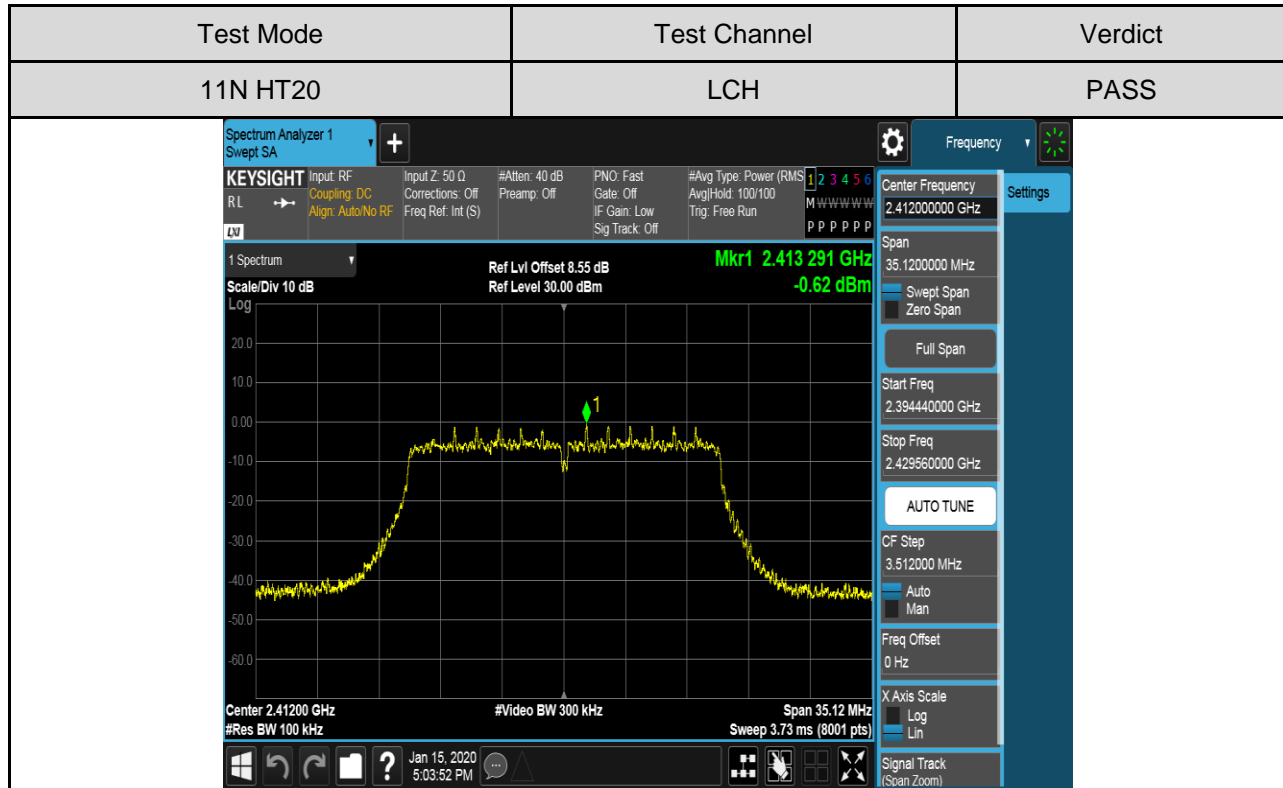 Test Mode Test Channel Verdict
11N HT20 LCH PASS
Spectrum Analyzer 1
Swept SA
Frequency
KEYSIGHT
RL
LXI
Input: RF
Coupling: DC
Align: Auto/No RF
Input Z: 50 Ω
Corrections: Off
Freq Ref: Int (S)
#Atten: 40 dB
Preamp: Off
PNO: Fast
Gate: Off
IF Gain: Low
Sig Track: Off
#Avg Type: Power (RMS
Avg|Hold: 100/100
Trig: Free Run
1 2 3 4 5 6
M W W W W W
P P P P P P
1 Spectrum
Scale/Div 10 dB
Ref Lvl Offset 8.55 dB
Ref Level 30.00 dBm
Mkr1 2.413 291 GHz
-0.62 dBm
Log
20.0
10.0
0.00
-10.0
-20.0
-30.0
-40.0
-50.0
-60.0
1
Center 2.41200 GHz
#Res BW 100 kHz
#Video BW 300 kHz
Span 35.12 MHz
Sweep 3.73 ms (8001 pts)
Jan 15, 2020
5:03:52 PM
Center Frequency
2.412000000 GHz
Settings
Span
35.1200000 MHz
Swept Span
Zero Span
Full Span
Start Freq
2.394440000 GHz
Stop Freq
2.429560000 GHz
AUTO TUNE
CF Step
3.512000 MHz
Auto
Man
Freq Offset
0 Hz
X Axis Scale
Log
Lin
Signal Track
(Span Zoom)